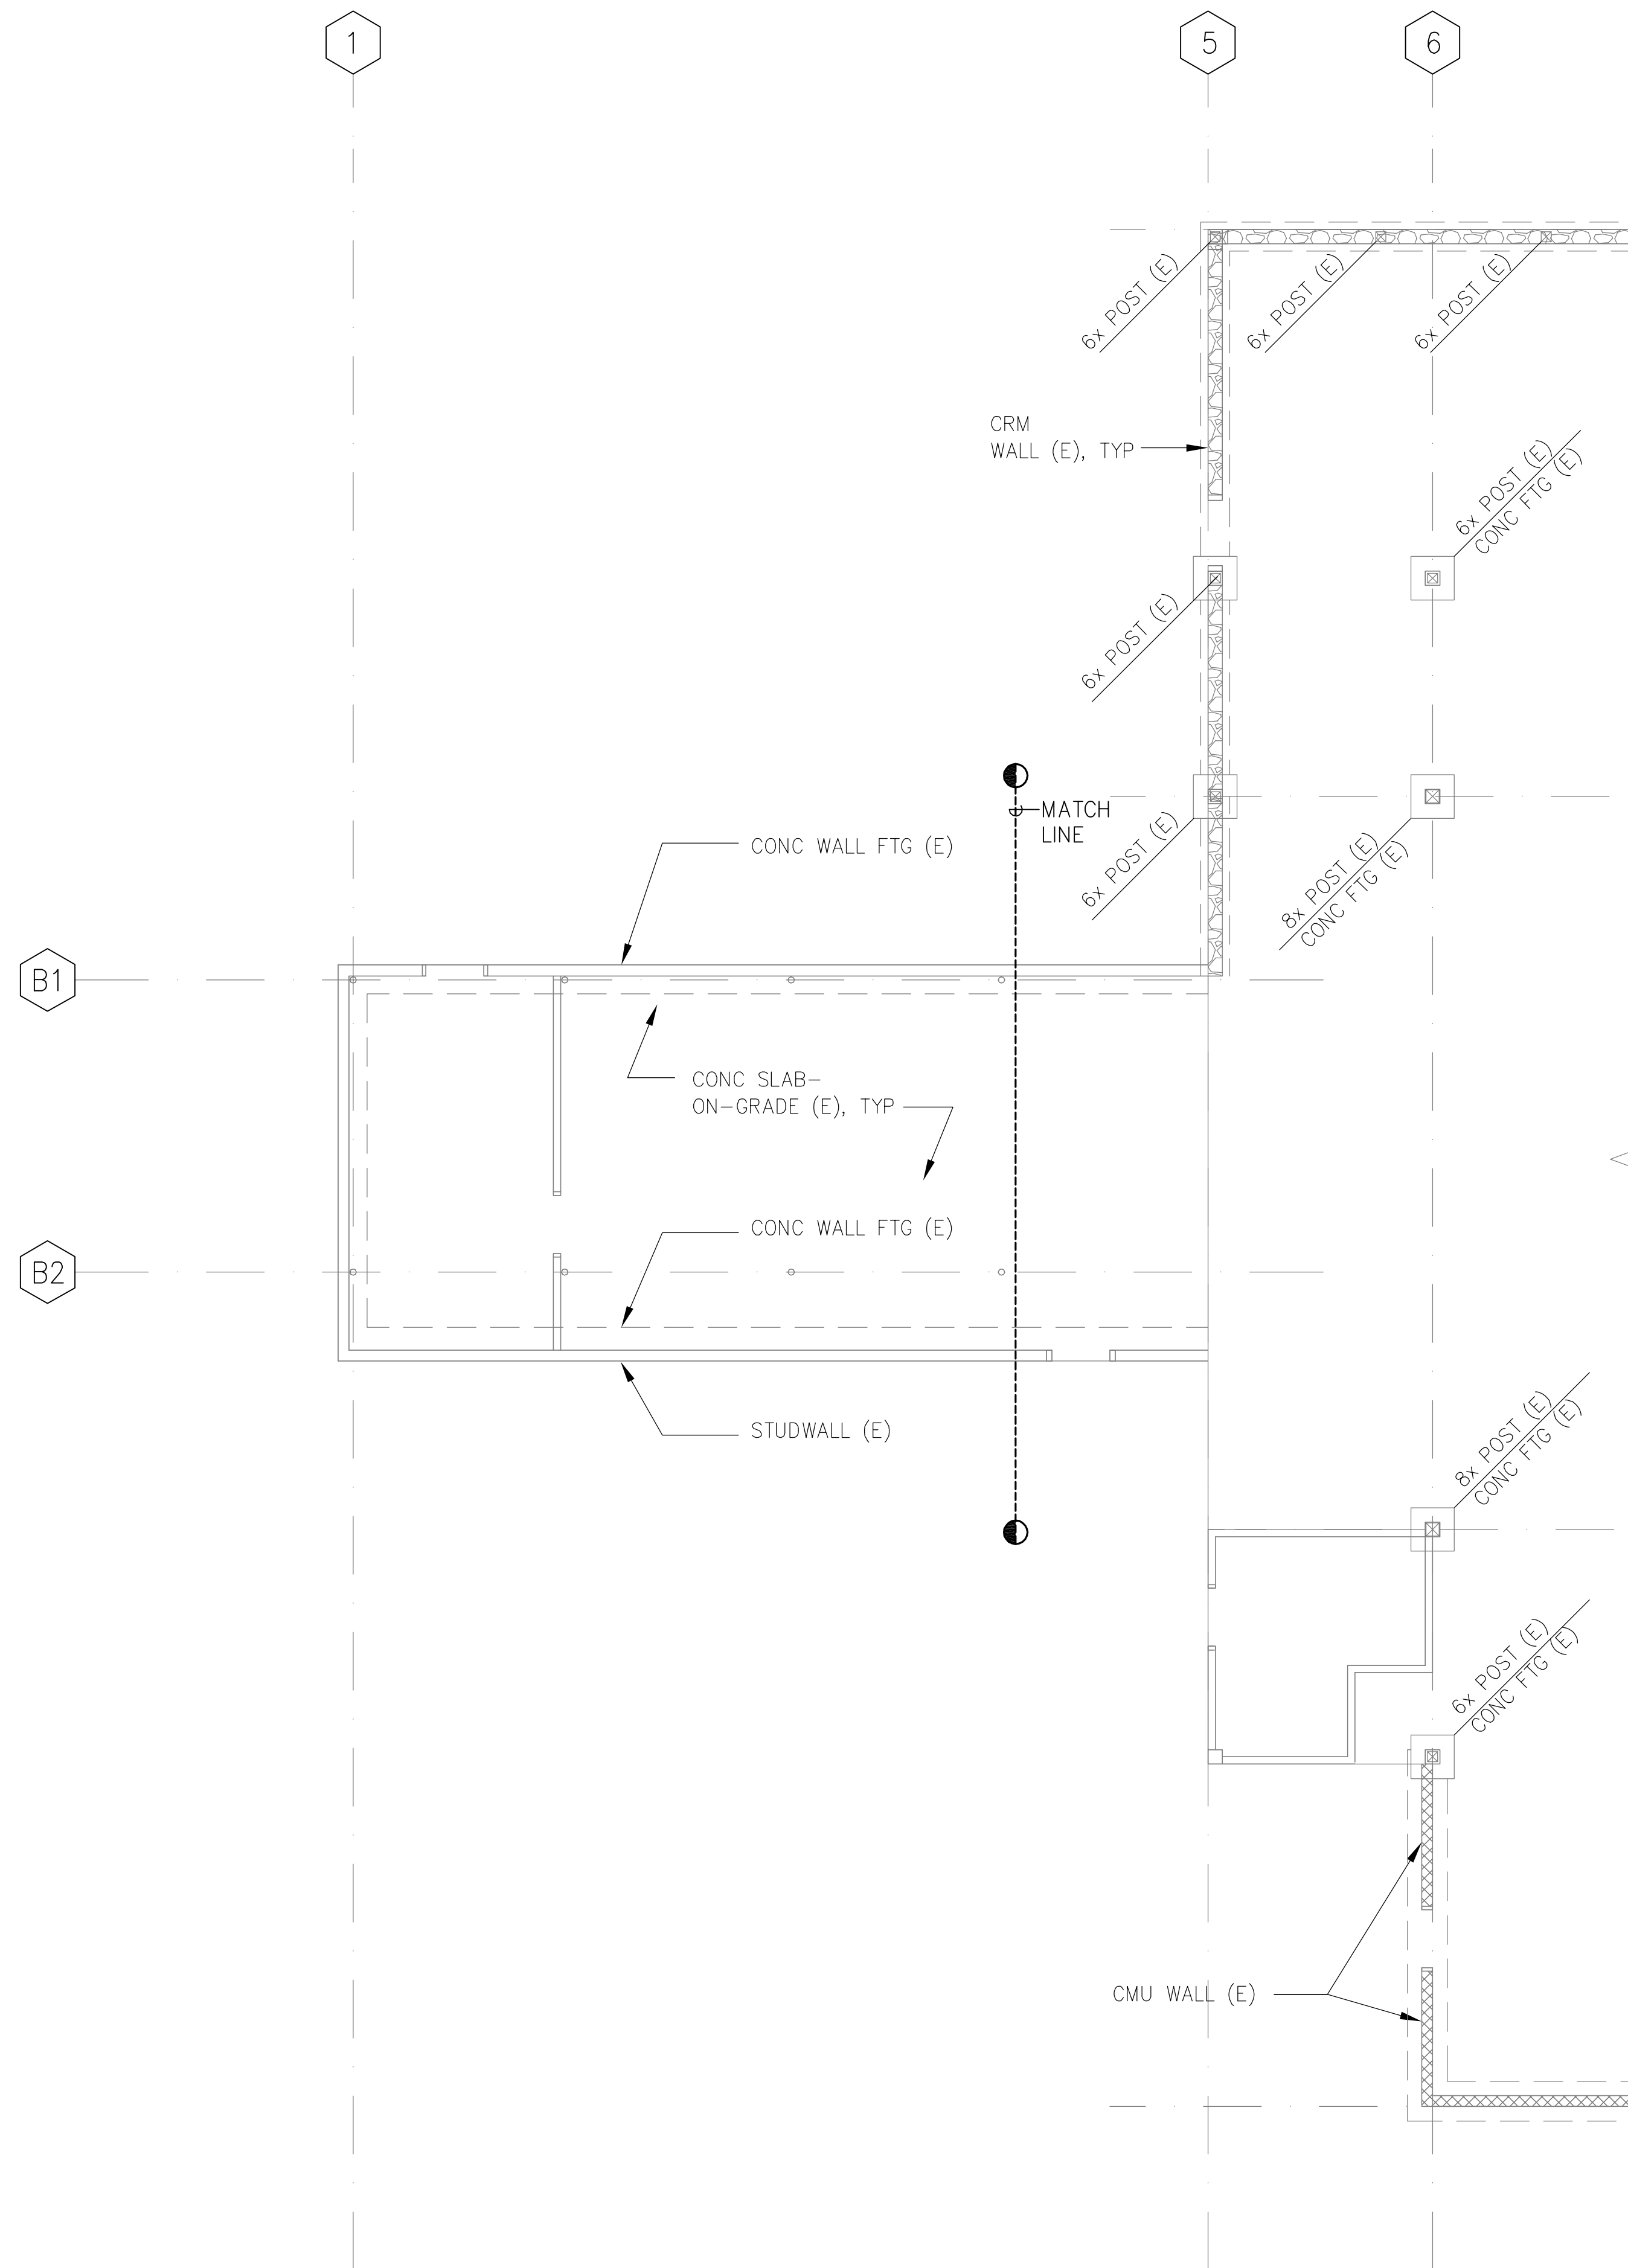 1
5
6
6x POST (E)
6x POST (E)
6x POST (E)
CRM
WALL (E), TYP
6x POST (E)
CONC FTG (E)
6x POST (E)
MATCH
LINE
CONC WALL FTG (E)
6x POST (E)
8x POST (E)
CONC FTG (E)
B1
CONC SLAB-
ON-GRADE (E), TYP
CONC WALL FTG (E)
B2
STUDWALL (E)
8x POST (E)
CONC FTG (E)
6x POST (E)
CONC FTG (E)
CMU WALL (E)